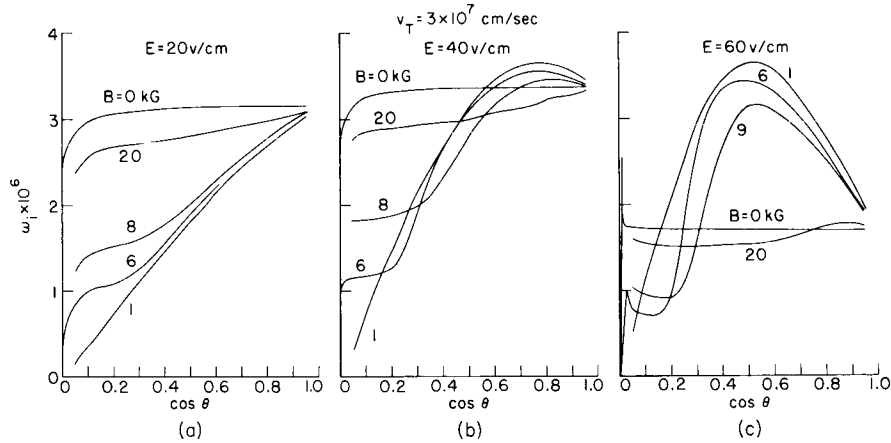 v_T = 3×10^7 cm/sec
E = 20 v/cm
B = 0 kG
20
8
6
1
ω_i × 10^6
4
3
2
1
0
0 0.2 0.4 0.6 0.8 1.0
cos θ
(a)
E = 40 v/cm
B = 0 kG
20
8
6
1
0 0.2 0.4 0.6 0.8 1.0
cos θ
(b)
E = 60 v/cm
1
6
9
B = 0 kG
20
0 0.2 0.4 0.6 0.8 1.0
cos θ
(c)